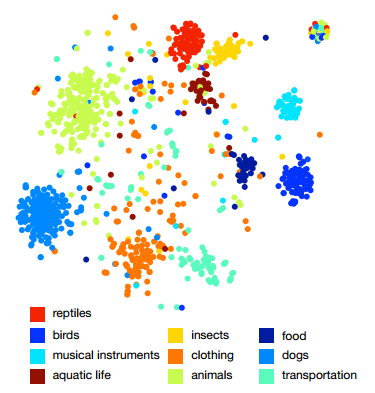 reptiles
birds
insects
food
musical instruments
clothing
dogs
aquatic life
animals
transportation